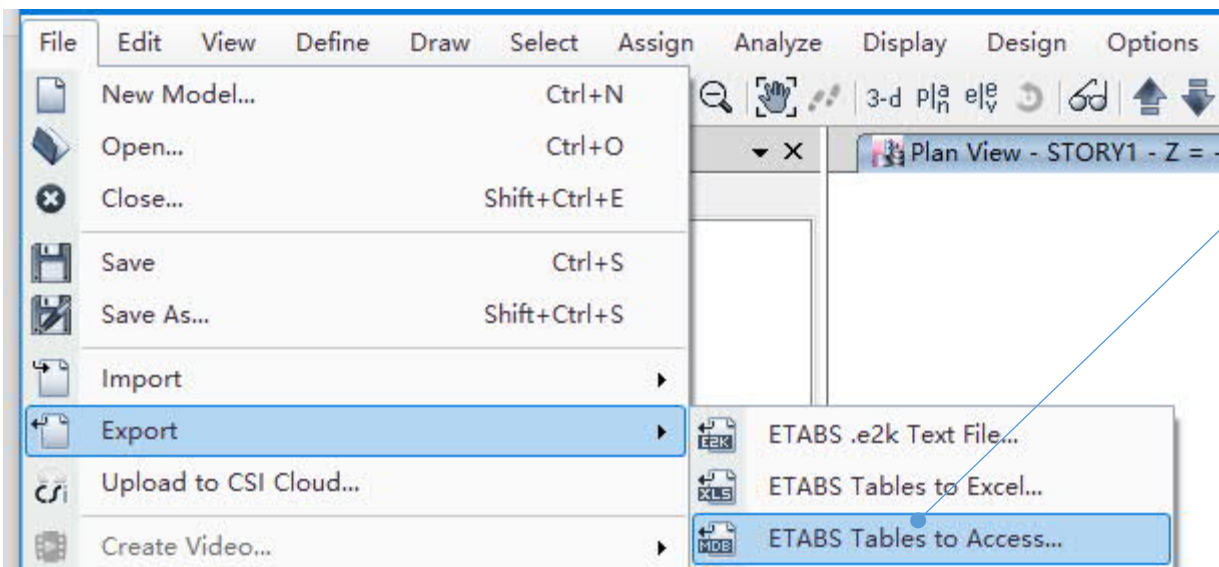 File Edit View Define Draw Select Assign Analyze Display Design Options
New Model... Ctrl+N
3-d
Open... Ctrl+O
Plan View - STORY1 - Z = -
Close... Shift+Ctrl+E
Save Ctrl+S
Save As... Shift+Ctrl+S
Import
Export
E2K ETABS .e2k Text File...
CSi Upload to CSI Cloud...
XLS ETABS Tables to Excel...
Create Video...
MDB ETABS Tables to Access...